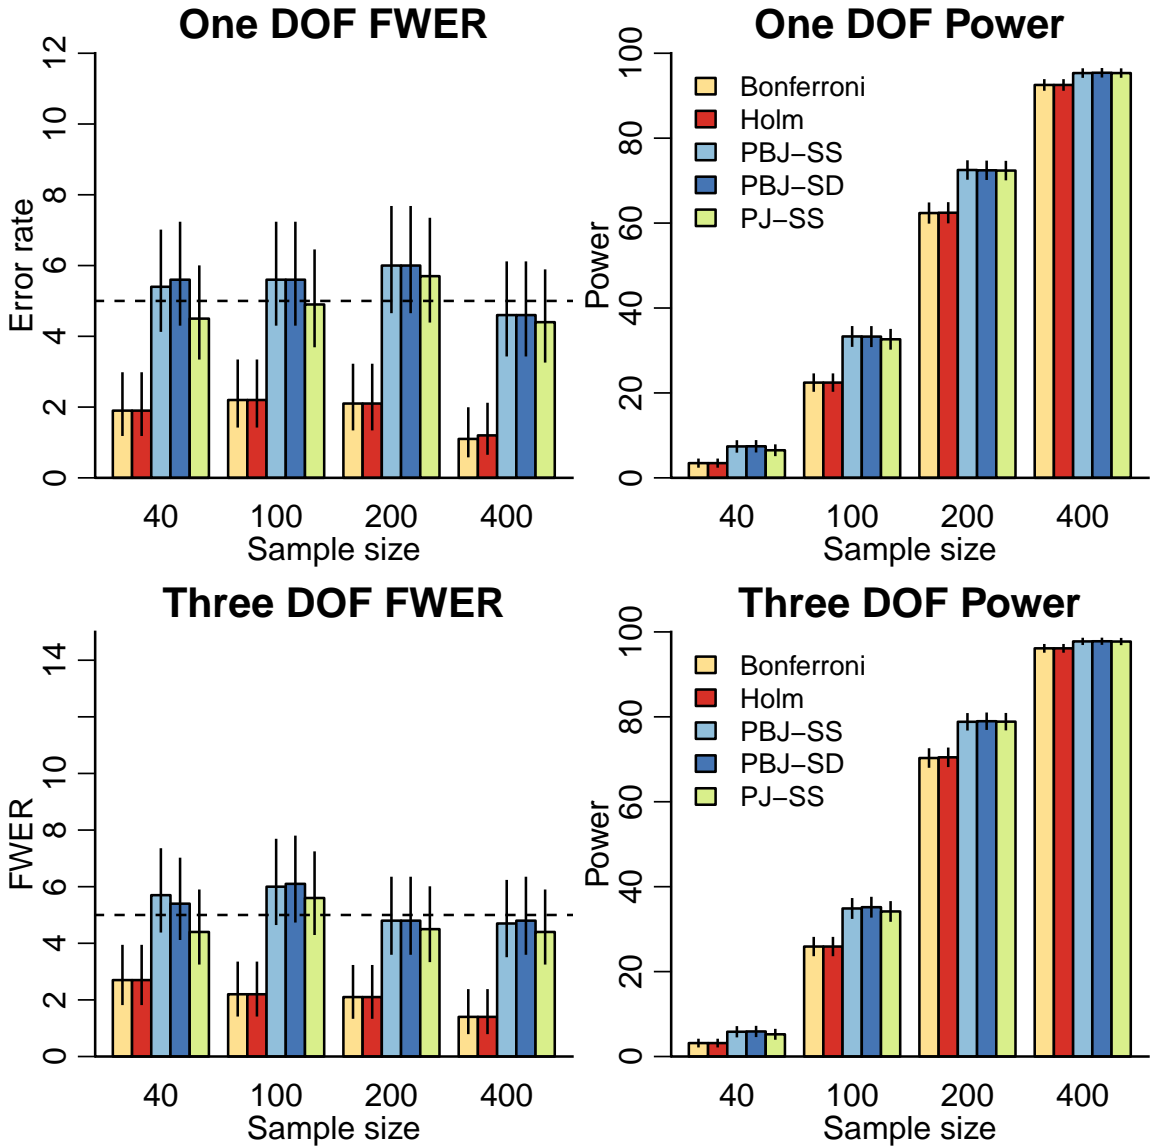 One DOF FWER
Error rate
0
2
4
6
8
10
12
40
100
200
400
Sample size
One DOF Power
Power
0
20
40
60
80
100
Bonferroni
Holm
PBJ−SS
PBJ−SD
PJ−SS
40
100
200
400
Sample size
Three DOF FWER
FWER
0
2
4
6
8
10
14
40
100
200
400
Sample size
Three DOF Power
Power
0
20
40
60
80
100
Bonferroni
Holm
PBJ−SS
PBJ−SD
PJ−SS
40
100
200
400
Sample size